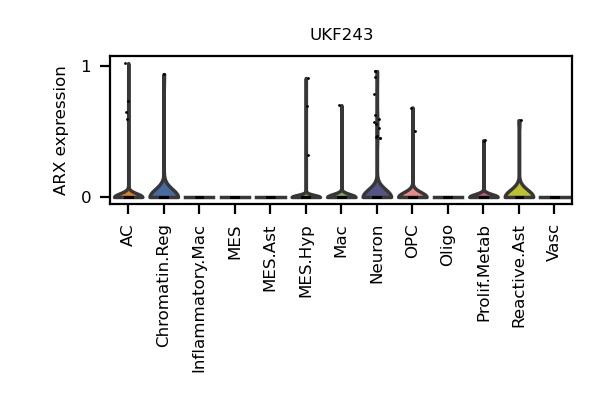 UKF243
ARX expression
1
0
AC
Chromatin.Reg
Inflammatory.Mac
MES
MES.Ast
MES.Hyp
Mac
Neuron
OPC
Oligo
Prolif.Metab
Reactive.Ast
Vasc